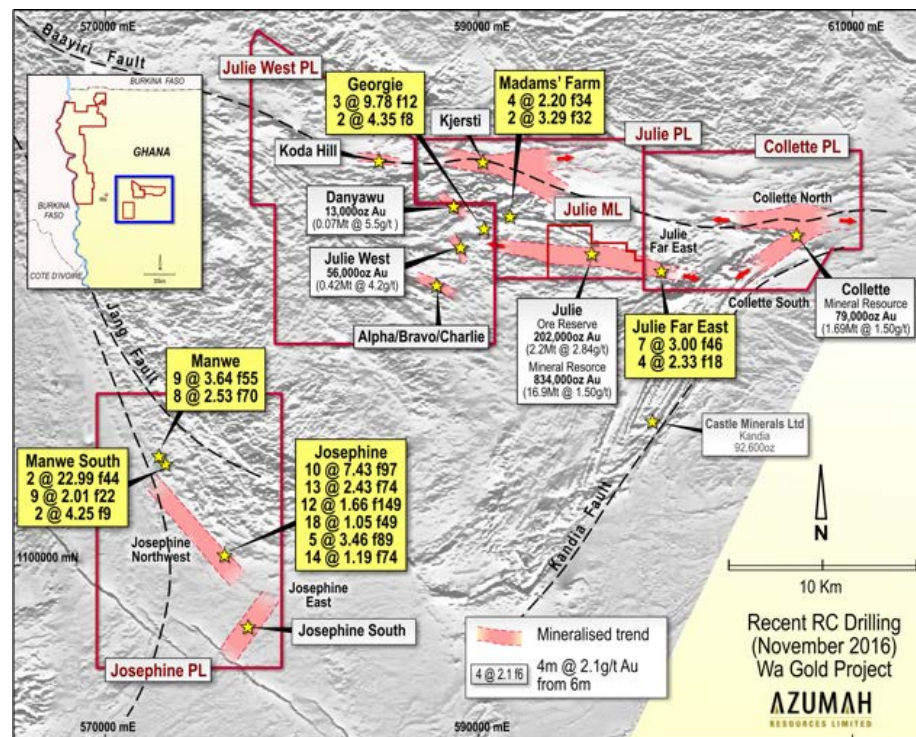 570000 mE
590000 mE
610000 mE
Baayiri Fault
BURKINA FASO
GHANA
BURKINA
FASO
COTE D'IVOIRE
Julie West PL
Georgie
3 @ 9.78 f12
2 @ 4.35 f8
Madams' Farm
4 @ 2.20 f34
2 @ 3.29 f32
Kjersti
Koda Hill
Julie PL
Collette PL
Danyawu
13,000oz Au
(0.07Mt @ 5.5g/t )
Julie ML
Collette North
Julie
Far East
Julie West
56,000oz Au
(0.42Mt @ 4.2g/t)
Collette South
Alpha/Bravo/Charlie
Julie
Ore Reserve
202,000oz Au
(2.2Mt @ 2.84g/t)
Mineral Resorce
834,000oz Au
(16.9Mt @ 1.50g/t)
Julie Far East
7 @ 3.00 f46
4 @ 2.33 f18
Collette
Mineral Resource
79,000oz Au
(1.69Mt @ 1.50g/t)
Jang Fault
Manwe
9 @ 3.64 f55
8 @ 2.53 f70
Castle Minerals Ltd
Kandia
92,600oz
Manwe South
2 @ 22.99 f44
9 @ 2.01 f22
2 @ 4.25 f9
Josephine
10 @ 7.43 f97
13 @ 2.43 f74
12 @ 1.66 f149
18 @ 1.05 f49
5 @ 3.46 f89
14 @ 1.19 f74
Kandia Fault
N
1100000 mN
Josephine
Northwest
Josephine
East
Josephine South
Josephine PL
10 Km
Mineralised trend
4 @ 2.1 f6
4m @ 2.1g/t Au
from 6m
Recent RC Drilling
(November 2016)
Wa Gold Project
AZUMAH
RESOURCES LIMITED
570000 mE
590000 mE